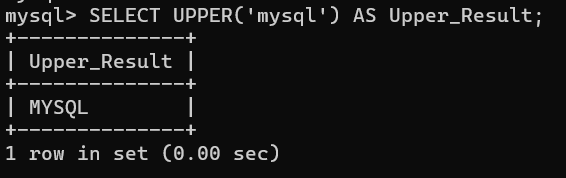 mysql> SELECT UPPER('mysql') AS Upper_Result;
+--------------+
| Upper_Result |
+--------------+
| MYSQL        |
+--------------+
1 row in set (0.00 sec)